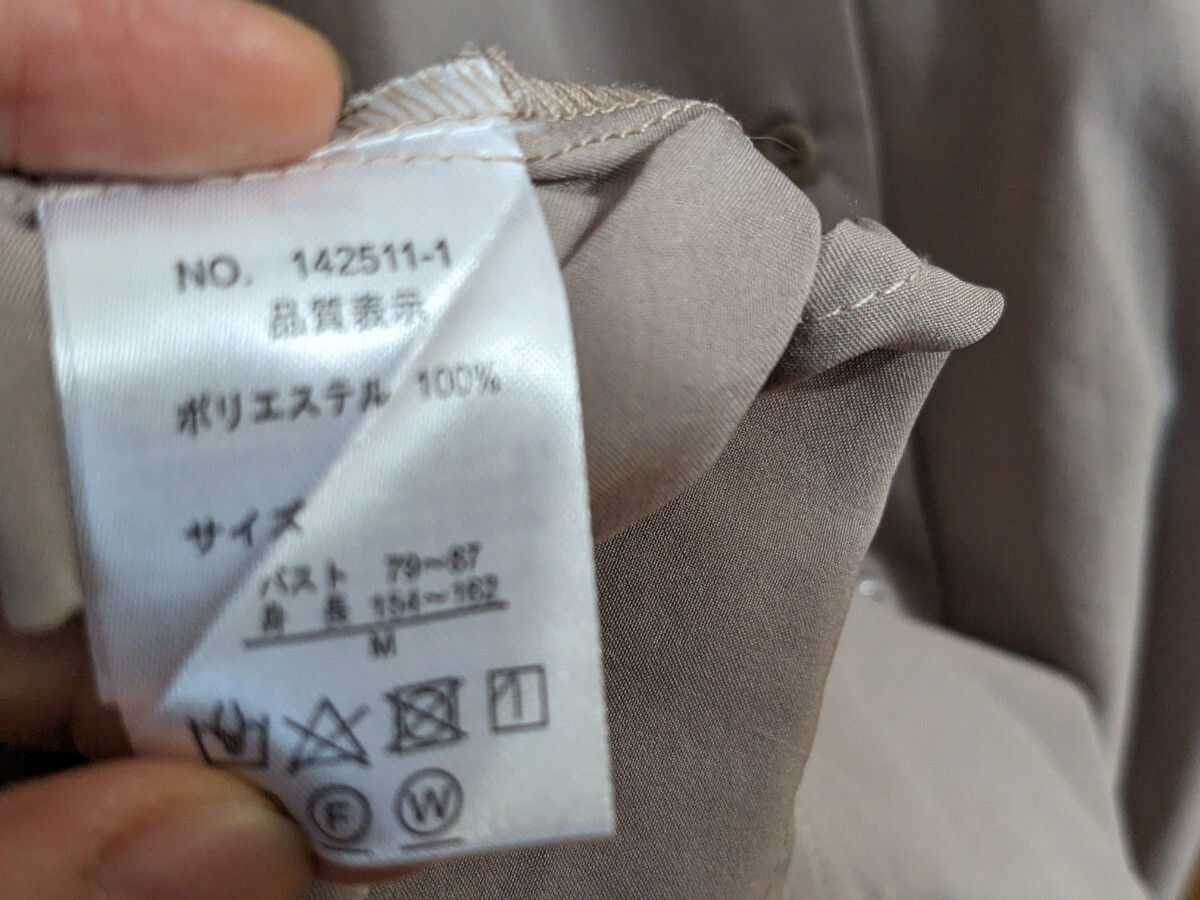 NO. 142511-1
品質表示
ポリエステル 100%
サイズ
バスト 79～87
身長 154～162
M
F W